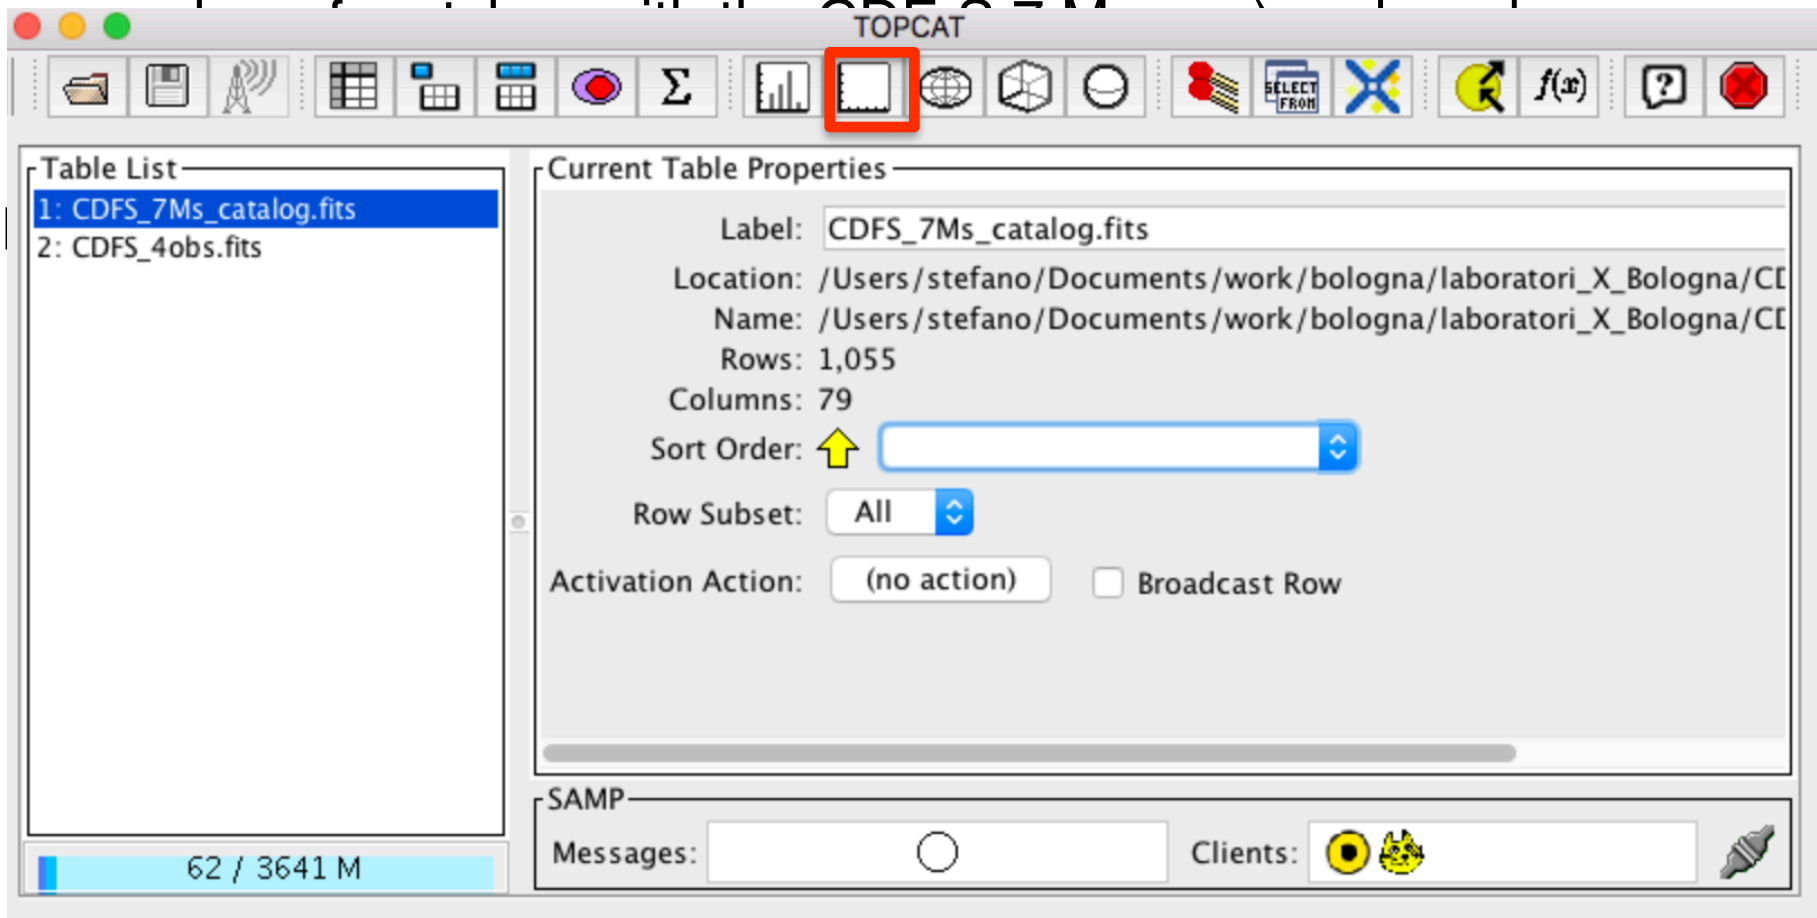 TOPCAT
Σ
SELECT
FROM
f(x)
?
Table List
1: CDFS_7Ms_catalog.fits
2: CDFS_4obs.fits
62 / 3641 M
Current Table Properties
Label: CDFS_7Ms_catalog.fits
Location: /Users/stefano/Documents/work/bologna/laboratori_X_Bologna/CD
Name: /Users/stefano/Documents/work/bologna/laboratori_X_Bologna/CD
Rows: 1,055
Columns: 79
Sort Order:
Row Subset: All
Activation Action: (no action) Broadcast Row
SAMP
Messages: Clients: